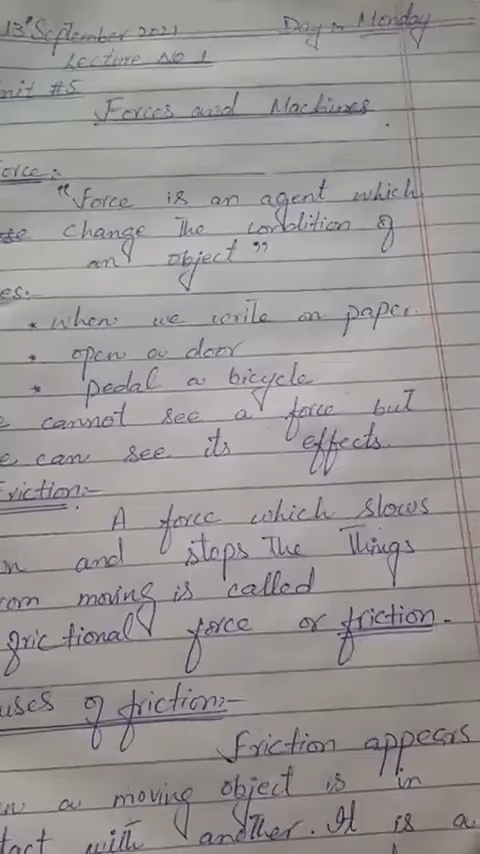 13 September 2021 Day :- Monday
Lecture No 1
nit #5
Forces and Machines
orce :-
"Force is an agent which
change the condition of
an object"
es.
* when we write on paper.
* open a door
* pedal a bicycle
e cannot see a force but
e can see its effects.
riction:-
A force which slows
n and stops The Things
rom moving is called
frictional force or friction.
uses of friction:-
Friction appears
n a moving object is in
tact with another. It is a